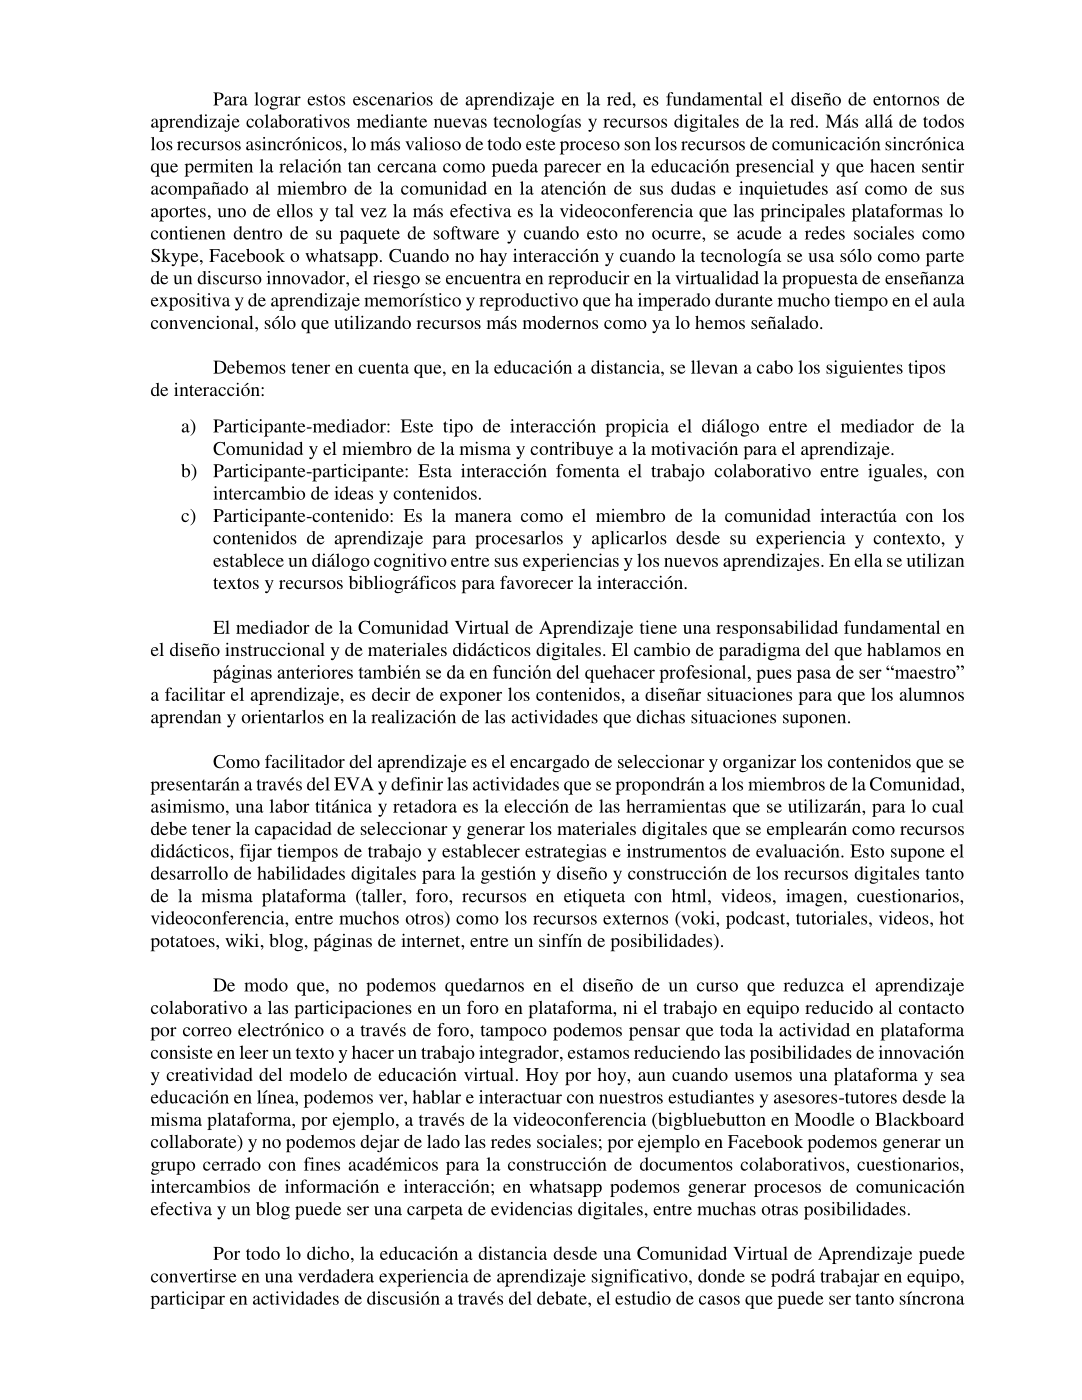 Para lograr estos escenarios de aprendizaje en la red, es fundamental el diseño de entornos de
aprendizaje colaborativos mediante nuevas tecnologías y recursos digitales de la red. Más allá de todos
los recursos asincrónicos, lo más valioso de todo este proceso son los recursos de comunicación sincrónica
que permiten la relación tan cercana como pueda parecer en la educación presencial y que hacen sentir
acompañado al miembro de la comunidad en la atención de sus dudas e inquietudes así como de sus
aportes, uno de ellos y tal vez la más efectiva es la videoconferencia que las principales plataformas lo
contienen dentro de su paquete de software y cuando esto no ocurre, se acude a redes sociales como
Skype, Facebook o whatsapp. Cuando no hay interacción y cuando la tecnología se usa sólo como parte
de un discurso innovador, el riesgo se encuentra en reproducir en la virtualidad la propuesta de enseñanza
expositiva y de aprendizaje memorístico y reproductivo que ha imperado durante mucho tiempo en el aula
convencional, sólo que utilizando recursos más modernos como ya lo hemos señalado.
Debemos tener en cuenta que, en la educación a distancia, se llevan a cabo los siguientes tipos
de interacción:
a) Participante-mediador: Este tipo de interacción propicia el diálogo entre el mediador de la
Comunidad y el miembro de la misma y contribuye a la motivación para el aprendizaje.
b) Participante-participante: Esta interacción fomenta el trabajo colaborativo entre iguales, con
intercambio de ideas y contenidos.
c) Participante-contenido: Es la manera como el miembro de la comunidad interactúa con los
contenidos de aprendizaje para procesarlos y aplicarlos desde su experiencia y contexto, y
establece un diálogo cognitivo entre sus experiencias y los nuevos aprendizajes. En ella se utilizan
textos y recursos bibliográficos para favorecer la interacción.
El mediador de la Comunidad Virtual de Aprendizaje tiene una responsabilidad fundamental en
el diseño instruccional y de materiales didácticos digitales. El cambio de paradigma del que hablamos en
páginas anteriores también se da en función del quehacer profesional, pues pasa de ser “maestro”
a facilitar el aprendizaje, es decir de exponer los contenidos, a diseñar situaciones para que los alumnos
aprendan y orientarlos en la realización de las actividades que dichas situaciones suponen.
Como facilitador del aprendizaje es el encargado de seleccionar y organizar los contenidos que se
presentarán a través del EVA y definir las actividades que se propondrán a los miembros de la Comunidad,
asimismo, una labor titánica y retadora es la elección de las herramientas que se utilizarán, para lo cual
debe tener la capacidad de seleccionar y generar los materiales digitales que se emplearán como recursos
didácticos, fijar tiempos de trabajo y establecer estrategias e instrumentos de evaluación. Esto supone el
desarrollo de habilidades digitales para la gestión y diseño y construcción de los recursos digitales tanto
de la misma plataforma (taller, foro, recursos en etiqueta con html, videos, imagen, cuestionarios,
videoconferencia, entre muchos otros) como los recursos externos (voki, podcast, tutoriales, videos, hot
potatoes, wiki, blog, páginas de internet, entre un sinfín de posibilidades).
De modo que, no podemos quedarnos en el diseño de un curso que reduzca el aprendizaje
colaborativo a las participaciones en un foro en plataforma, ni el trabajo en equipo reducido al contacto
por correo electrónico o a través de foro, tampoco podemos pensar que toda la actividad en plataforma
consiste en leer un texto y hacer un trabajo integrador, estamos reduciendo las posibilidades de innovación
y creatividad del modelo de educación virtual. Hoy por hoy, aun cuando usemos una plataforma y sea
educación en línea, podemos ver, hablar e interactuar con nuestros estudiantes y asesores-tutores desde la
misma plataforma, por ejemplo, a través de la videoconferencia (bigbluebutton en Moodle o Blackboard
collaborate) y no podemos dejar de lado las redes sociales; por ejemplo en Facebook podemos generar un
grupo cerrado con fines académicos para la construcción de documentos colaborativos, cuestionarios,
intercambios de información e interacción; en whatsapp podemos generar procesos de comunicación
efectiva y un blog puede ser una carpeta de evidencias digitales, entre muchas otras posibilidades.
Por todo lo dicho, la educación a distancia desde una Comunidad Virtual de Aprendizaje puede
convertirse en una verdadera experiencia de aprendizaje significativo, donde se podrá trabajar en equipo,
participar en actividades de discusión a través del debate, el estudio de casos que puede ser tanto síncrona